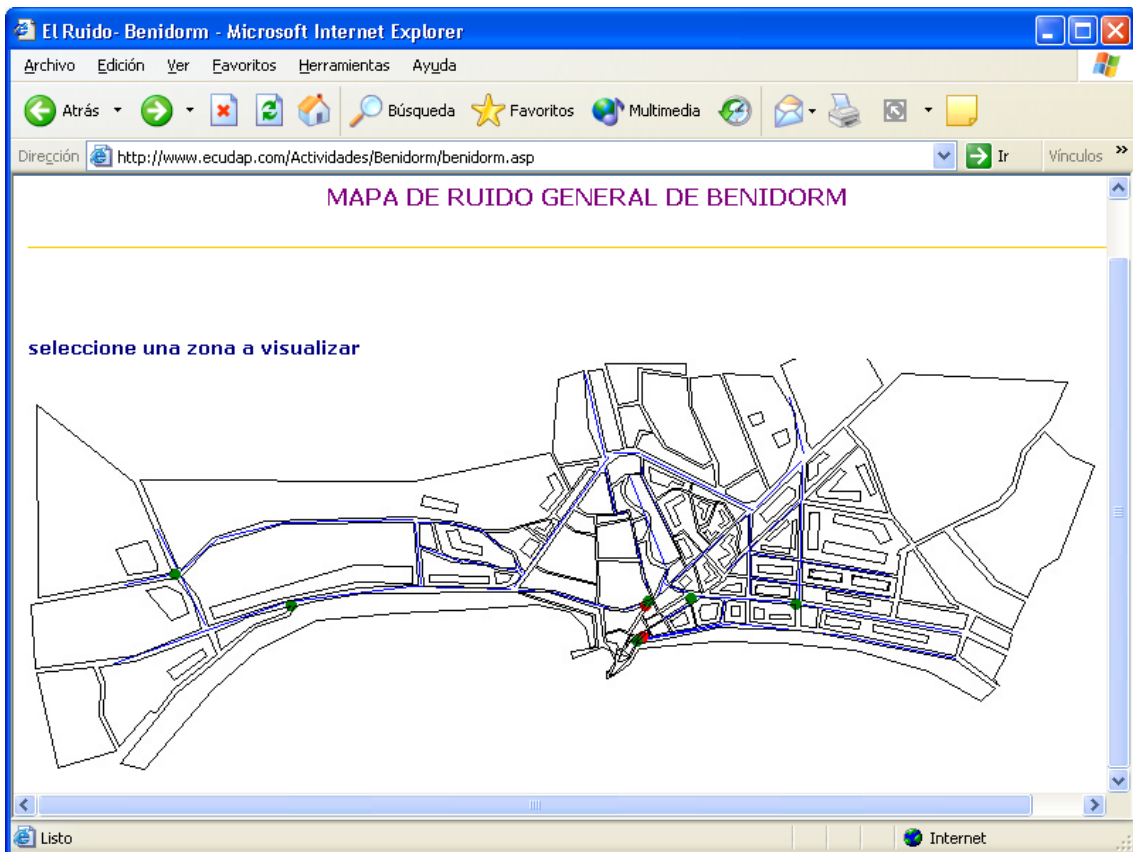 El Ruido- Benidorm - Microsoft Internet Explorer
Archivo Edición Ver Favoritos Herramientas Ayuda
Atrás Búsqueda Favoritos Multimedia
Dirección http://www.ecudap.com/Actividades/Benidorm/benidorm.asp Ir Vínculos »
MAPA DE RUIDO GENERAL DE BENIDORM
seleccione una zona a visualizar
Listo Internet